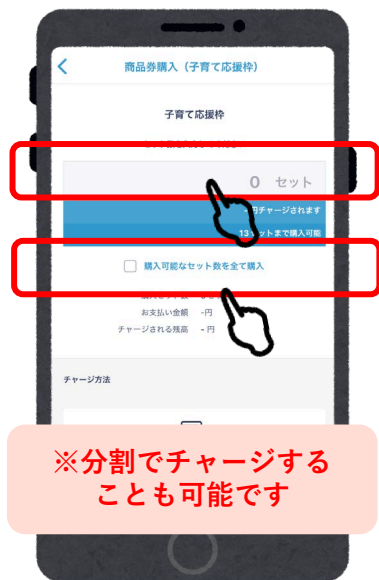 商品券購入（子育て応援枠）
子育て応援枠
0 セット
円チャージされます
13 セットまで購入可能
購入可能なセット数を全て購入
お支払い金額 -円
チャージされる残高 - 円
チャージ方法
※分割でチャージする
ことも可能です